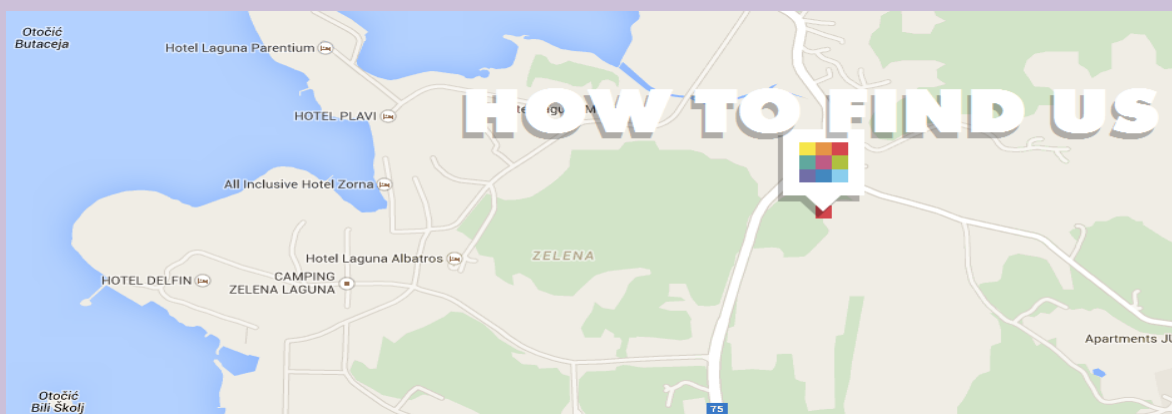 Otočić
Butaceja
Hotel Laguna Parentium
HOTEL PLAVI
HOW TO FIND US
All Inclusive Hotel Zorna
Hotel Laguna Albatros
ZELENA
HOTEL DELFIN
CAMPING
ZELENA LAGUNA
Apartments
Otočić
Bili Školj
75